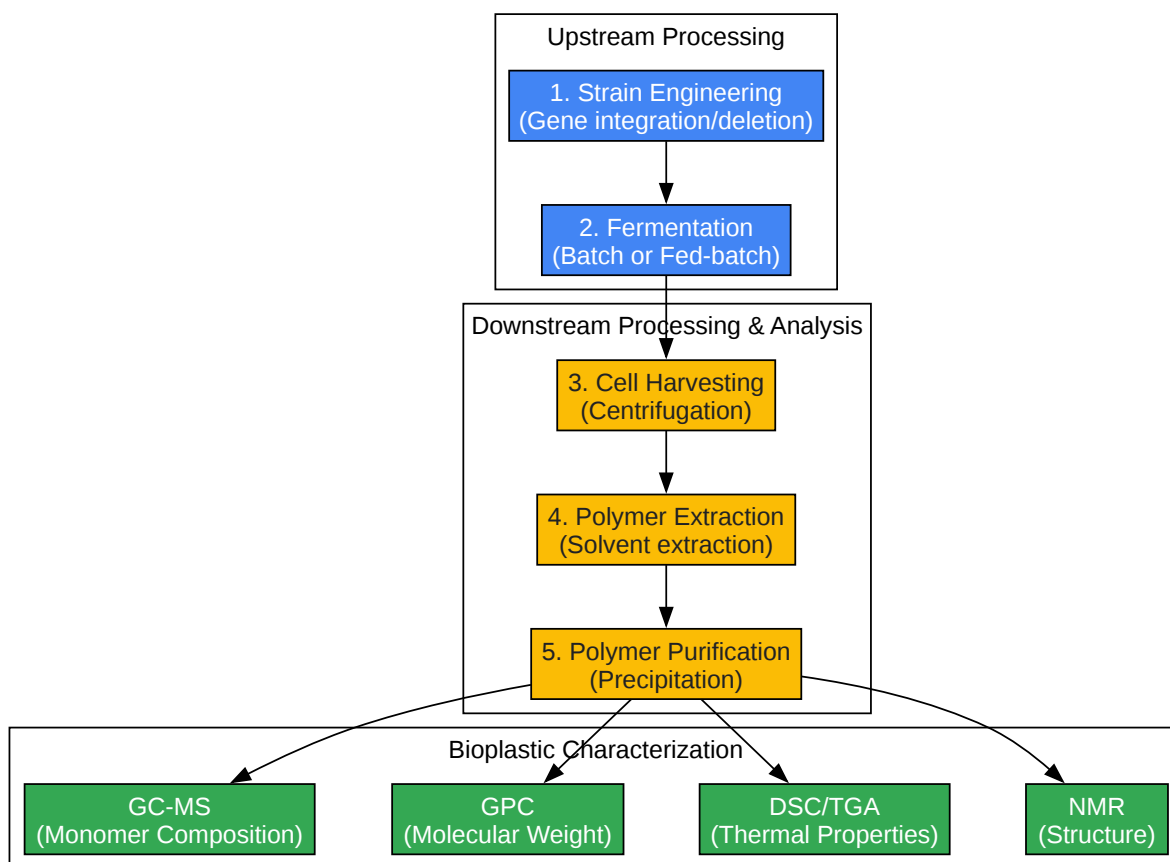 Upstream Processing
1. Strain Engineering
(Gene integration/deletion)
2. Fermentation
(Batch or Fed-batch)
Downstream Processing & Analysis
3. Cell Harvesting
(Centrifugation)
4. Polymer Extraction
(Solvent extraction)
5. Polymer Purification
(Precipitation)
Bioplastic Characterization
GC-MS
(Monomer Composition)
GPC
(Molecular Weight)
DSC/TGA
(Thermal Properties)
NMR
(Structure)